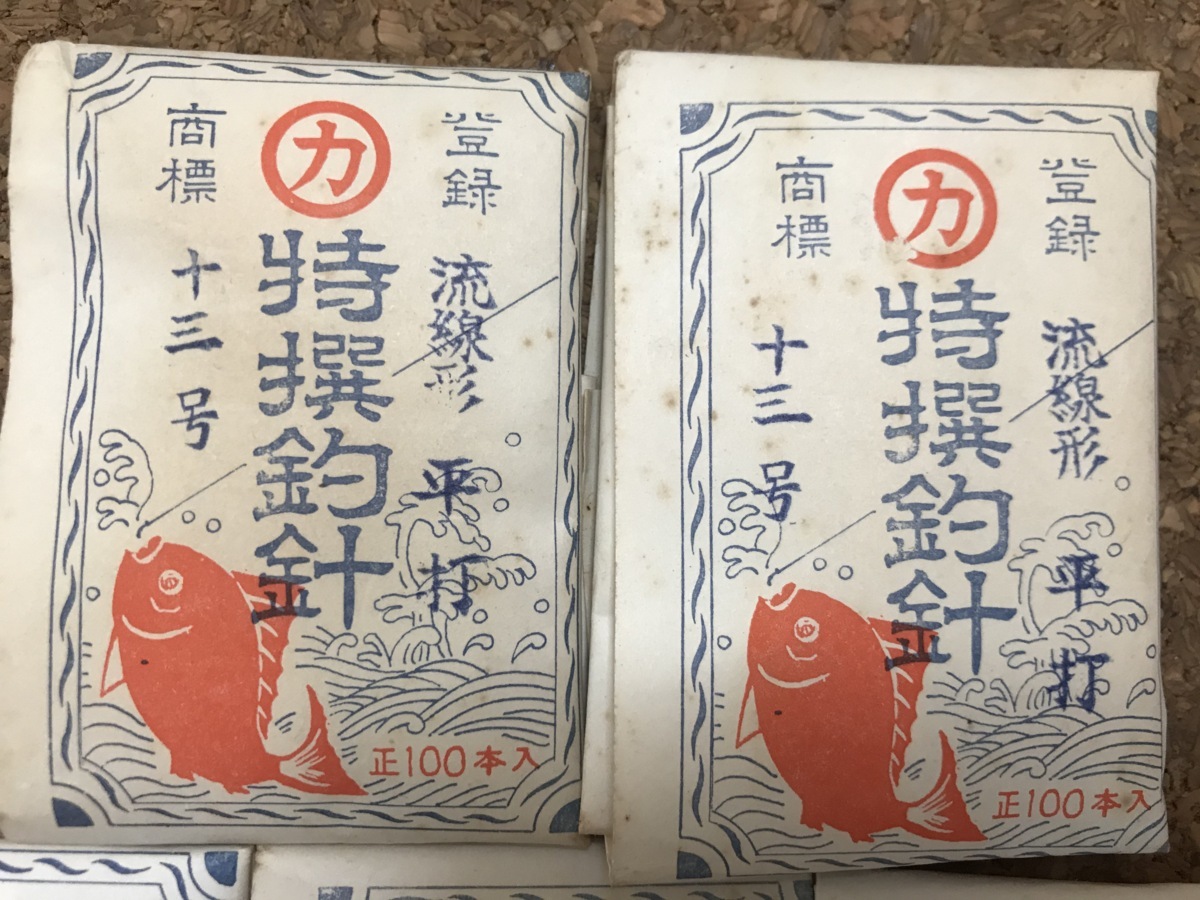 登録
カ
商標
特撰釣針
流線形 平打
十三号
正100本入
登録
カ
商標
特撰釣針
流線形 平打
十三号
正100本入